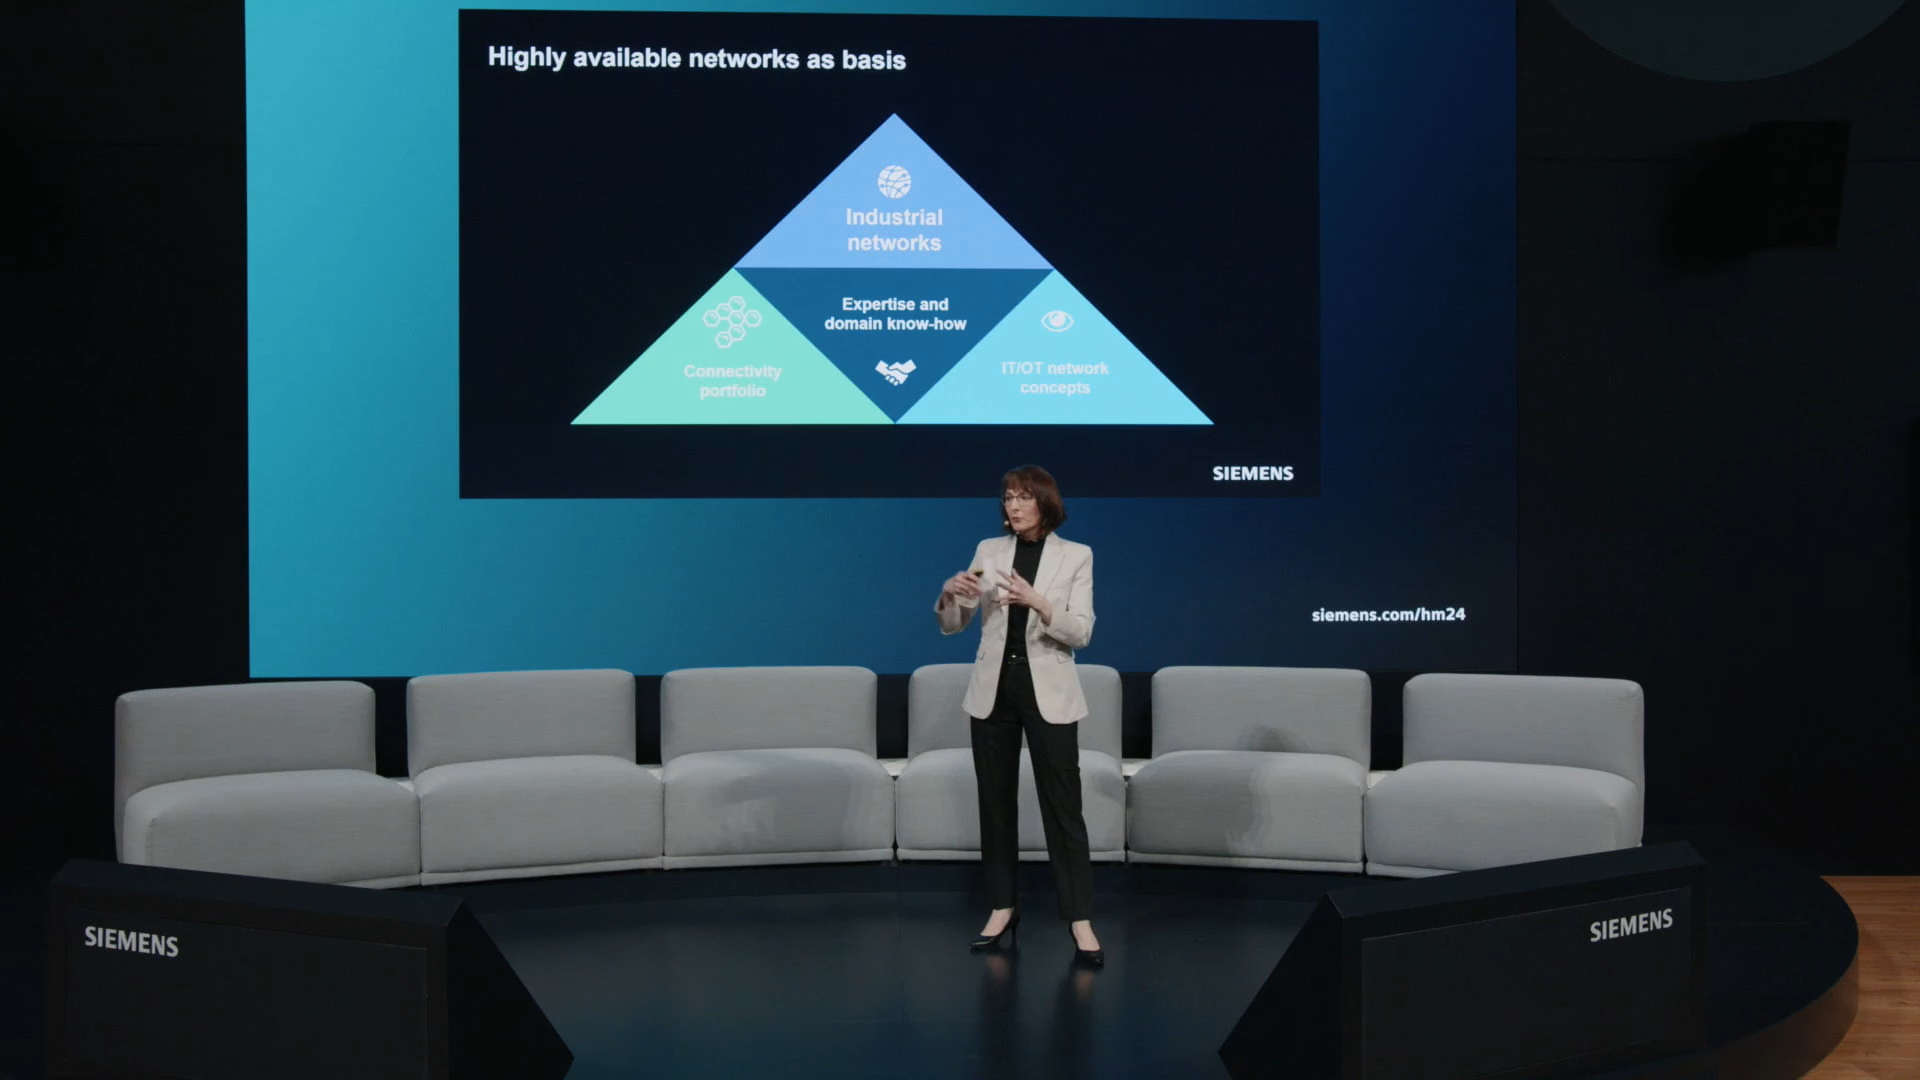 Highly available networks as basis
Industrial
networks
Expertise and
domain know-how
Connectivity
portfolio
IT/OT network
concepts
SIEMENS
siemens.com/hm24
SIEMENS
SIEMENS